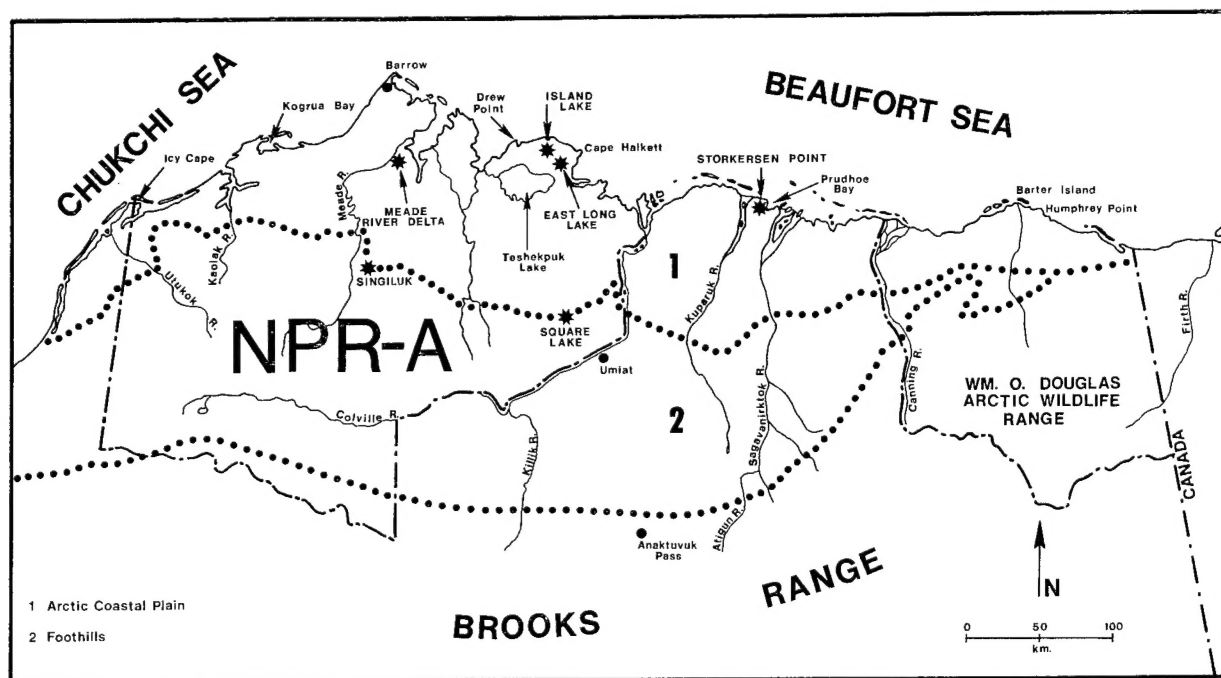 CHUKCHI SEA
BEAUFORT SEA
Barrow
Kogrua Bay
Icy Cape
Drew
Point
ISLAND
LAKE
Cape Halkett
STORKERSEN POINT
Prudhoe
Bay
Barter Island
Humphrey Point
Meade R.
MEADE
RIVER DELTA
EAST LONG
LAKE
Teshekpuk
Lake
Utukok R.
Kaolak R.
SINGILUK
1
Kuparuk R.
SQUARE
LAKE
NPR-A
Umiat
Canning R.
Firth R.
WM. O. DOUGLAS
ARCTIC WILDLIFE
RANGE
Colville R.
2
Killik R.
Sagavanirktok R.
CANADA
Atigun R.
Anaktuvuk
Pass
BROOKS
RANGE
N
1 Arctic Coastal Plain
2 Foothills
0 50 100
km.